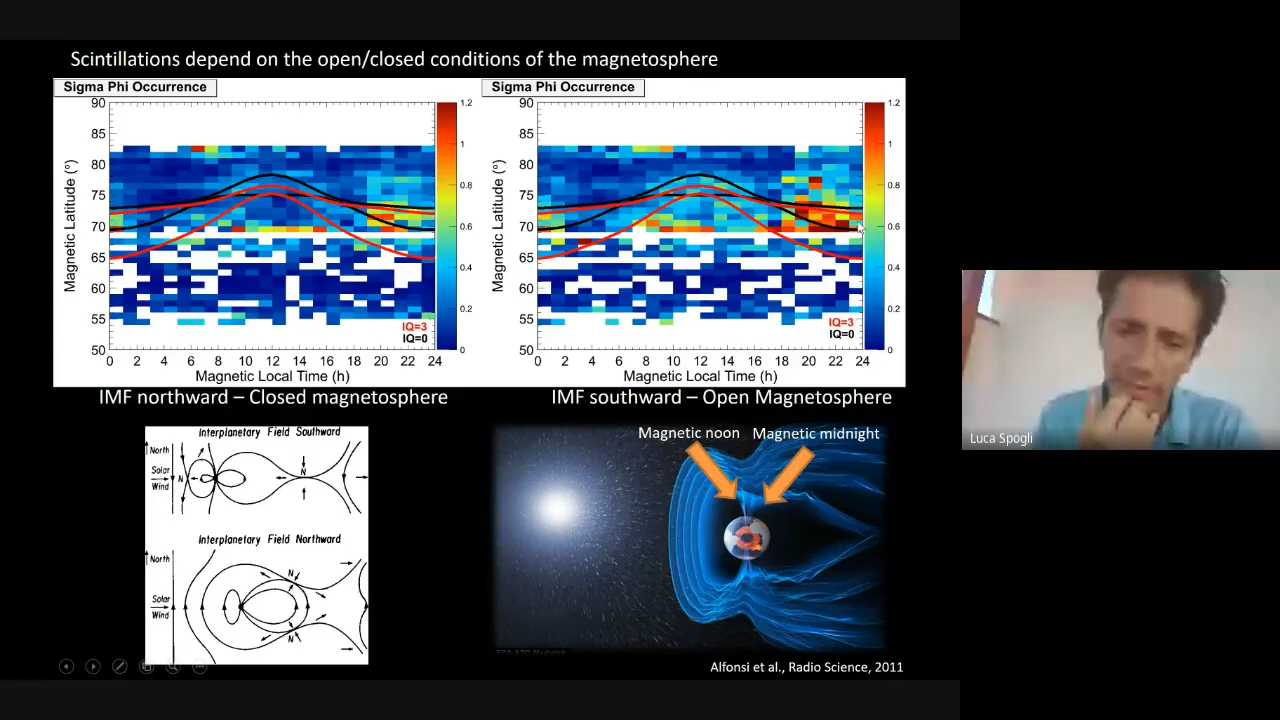 Scintillations depend on the open/closed conditions of the magnetosphere
Sigma Phi Occurrence
90
85
80
75
70
65
60
55
50
Magnetic Latitude (°)
0 2 4 6 8 10 12 14 16 18 20 22 24
Magnetic Local Time (h)
1.2
1
0.8
0.6
0.4
0.2
0
IQ=3
IQ=0
Sigma Phi Occurrence
90
85
80
75
70
65
60
55
50
Magnetic Latitude (°)
0 2 4 6 8 10 12 14 16 18 20 22 24
Magnetic Local Time (h)
1.2
1
0.8
0.6
0.4
0.2
0
IQ=3
IQ=0
IMF northward – Closed magnetosphere
IMF southward – Open Magnetosphere
Interplanetary Field Southward
North
Solar
Wind
N
N
Interplanetary Field Northward
North
Solar
Wind
N
N
Magnetic noon
Magnetic midnight
Alfonsi et al., Radio Science, 2011
Luca Spogli